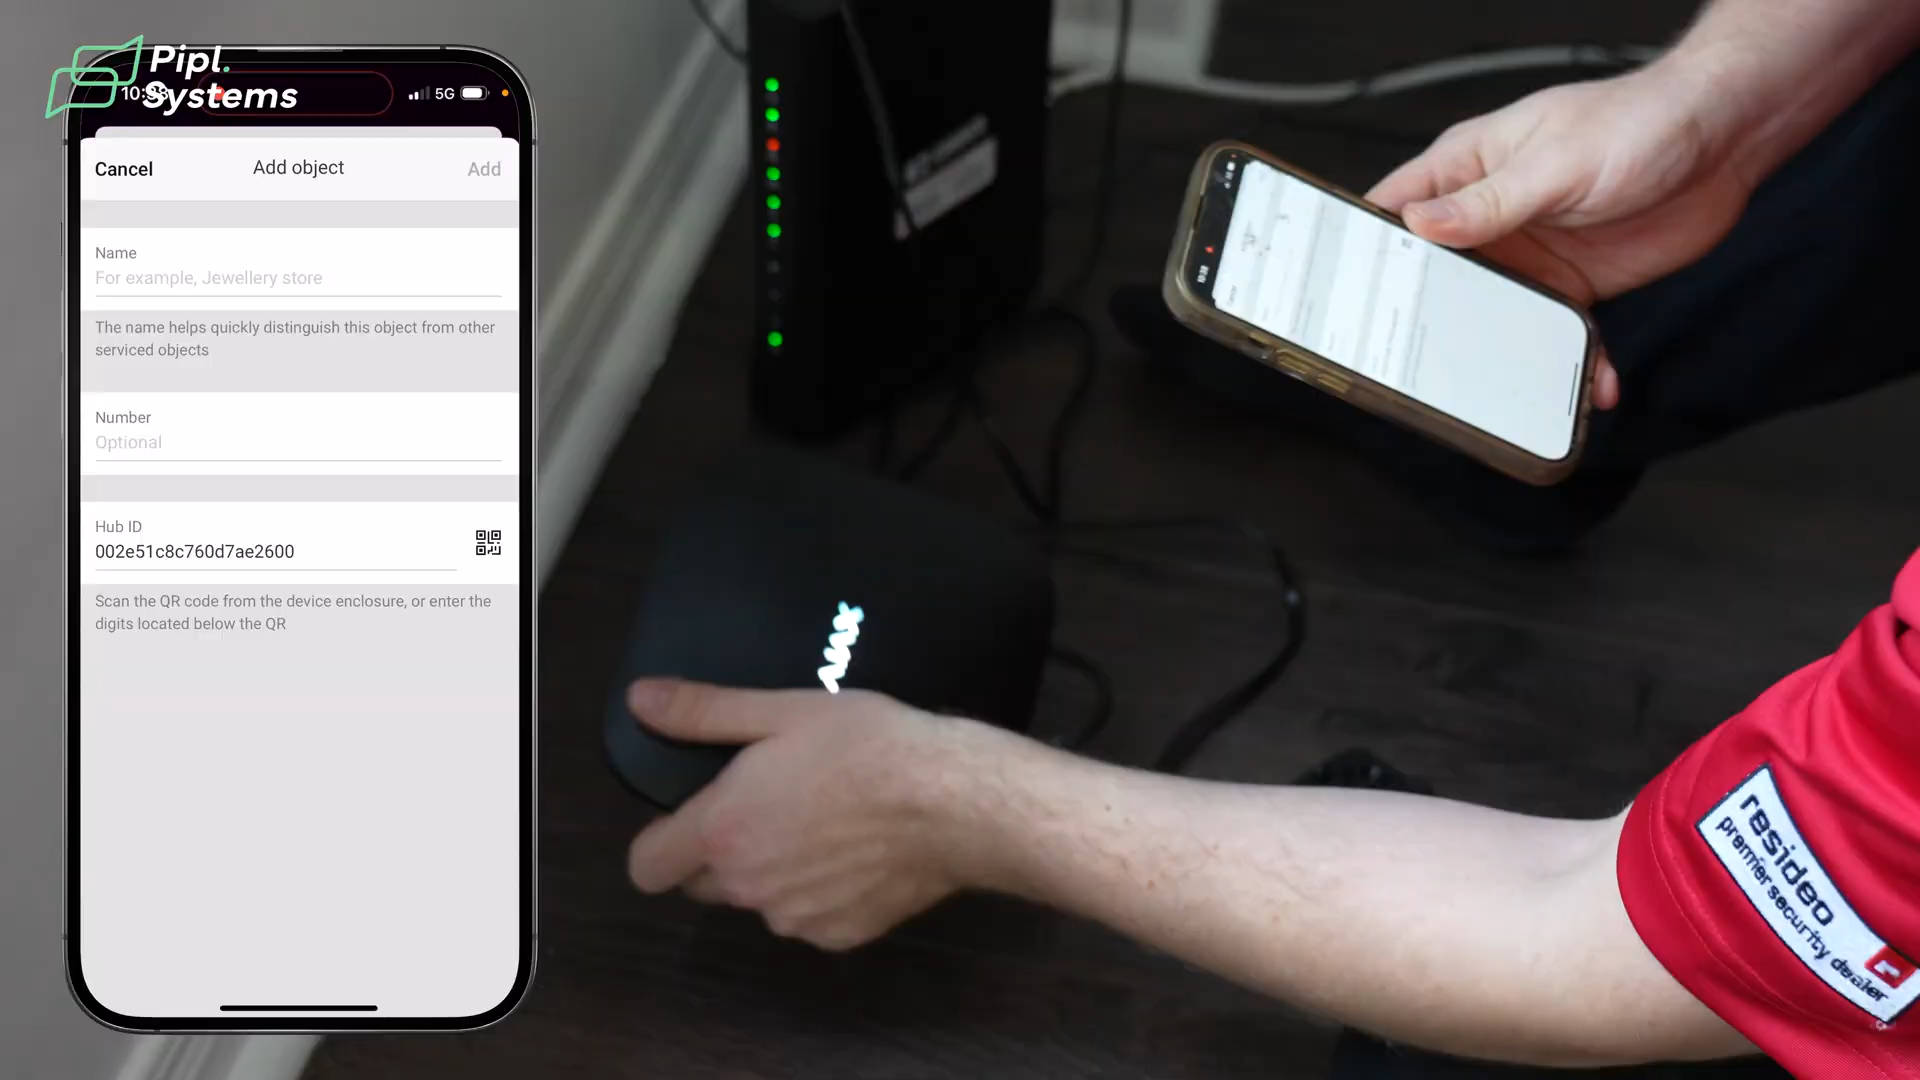 Pipl.
Systems
5G
Cancel
Add object
Add
Name
For example, Jewellery store
The name helps quickly distinguish this object from other
serviced objects
Number
Optional
Hub ID
002e51c8c760d7ae2600
Scan the QR code from the device enclosure, or enter the
digits located below the QR
resideo
premier security dealer